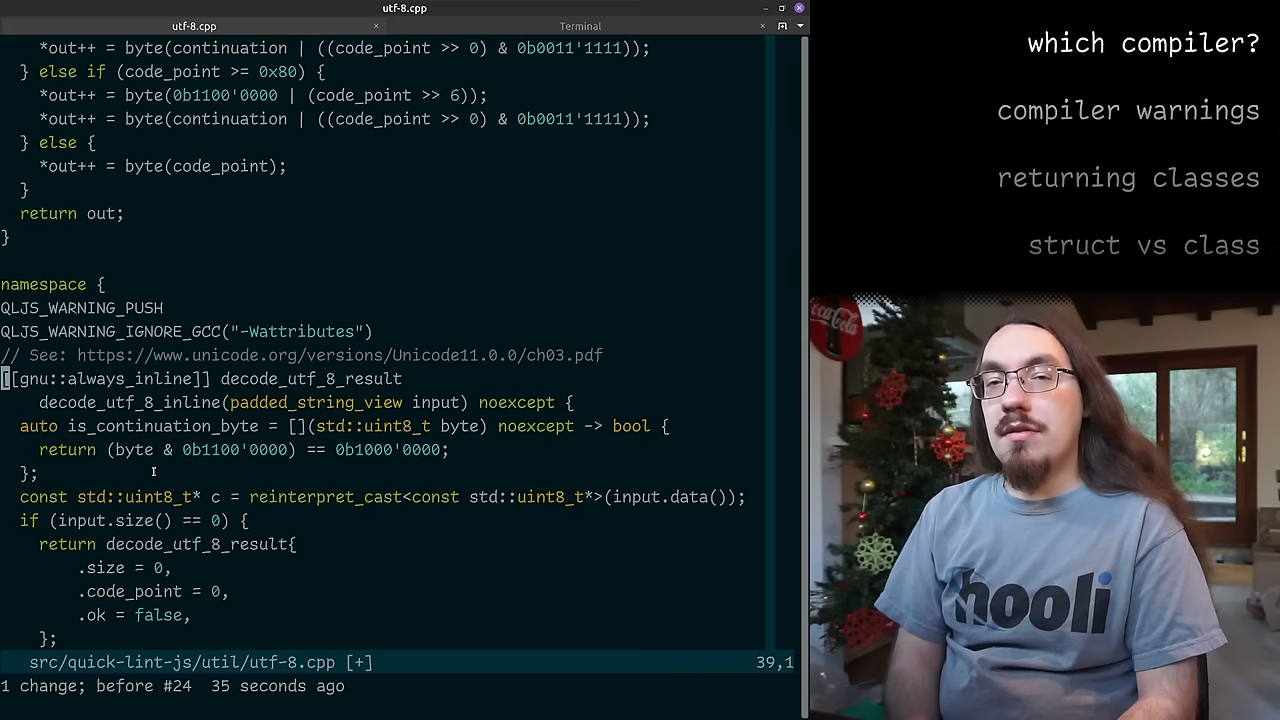 utf-8.cpp
utf-8.cpp
Terminal
    *out++ = byte(continuation | ((code_point >> 0) & 0b0011'1111));
  } else if (code_point >= 0x80) {
    *out++ = byte(0b1100'0000 | (code_point >> 6));
    *out++ = byte(continuation | ((code_point >> 0) & 0b0011'1111));
  } else {
    *out++ = byte(code_point);
  }
  return out;
}
namespace {
QLJS_WARNING_PUSH
QLJS_WARNING_IGNORE_GCC("-Wattributes")
// See: https://www.unicode.org/versions/Unicode11.0.0/ch03.pdf
[[gnu::always_inline]] decode_utf_8_result
    decode_utf_8_inline(padded_string_view input) noexcept {
  auto is_continuation_byte = [](std::uint8_t byte) noexcept -> bool {
    return (byte & 0b1100'0000) == 0b1000'0000;
  };
  const std::uint8_t* c = reinterpret_cast<const std::uint8_t*>(input.data());
  if (input.size() == 0) {
    return decode_utf_8_result{
        .size = 0,
        .code_point = 0,
        .ok = false,
    };
src/quick-lint-js/util/utf-8.cpp [+] 39,1
1 change; before #24  35 seconds ago
which compiler?
compiler warnings
returning classes
struct vs class
Coca-Cola
hooli